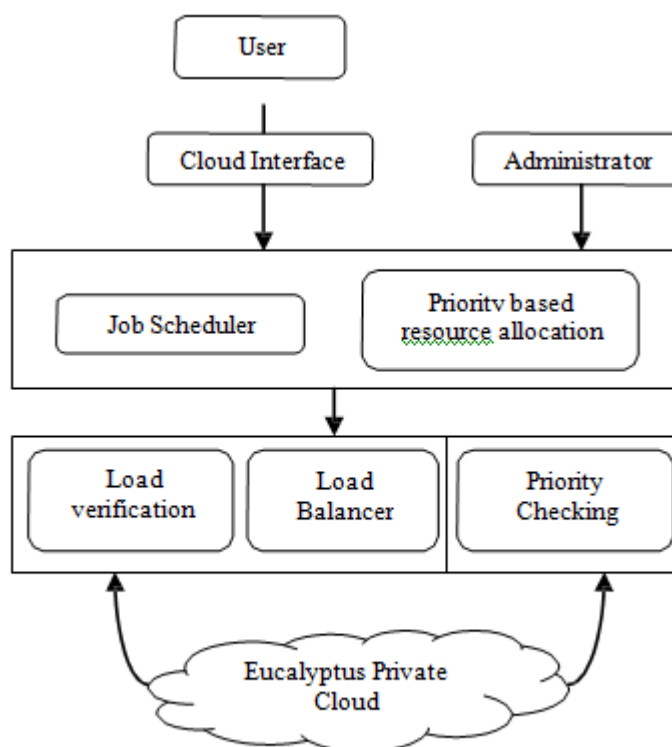 User
Cloud Interface
Administrator
Job Scheduler
Priority based
resource allocation
Load
verification
Load
Balancer
Priority
Checking
Eucalyptus Private
Cloud